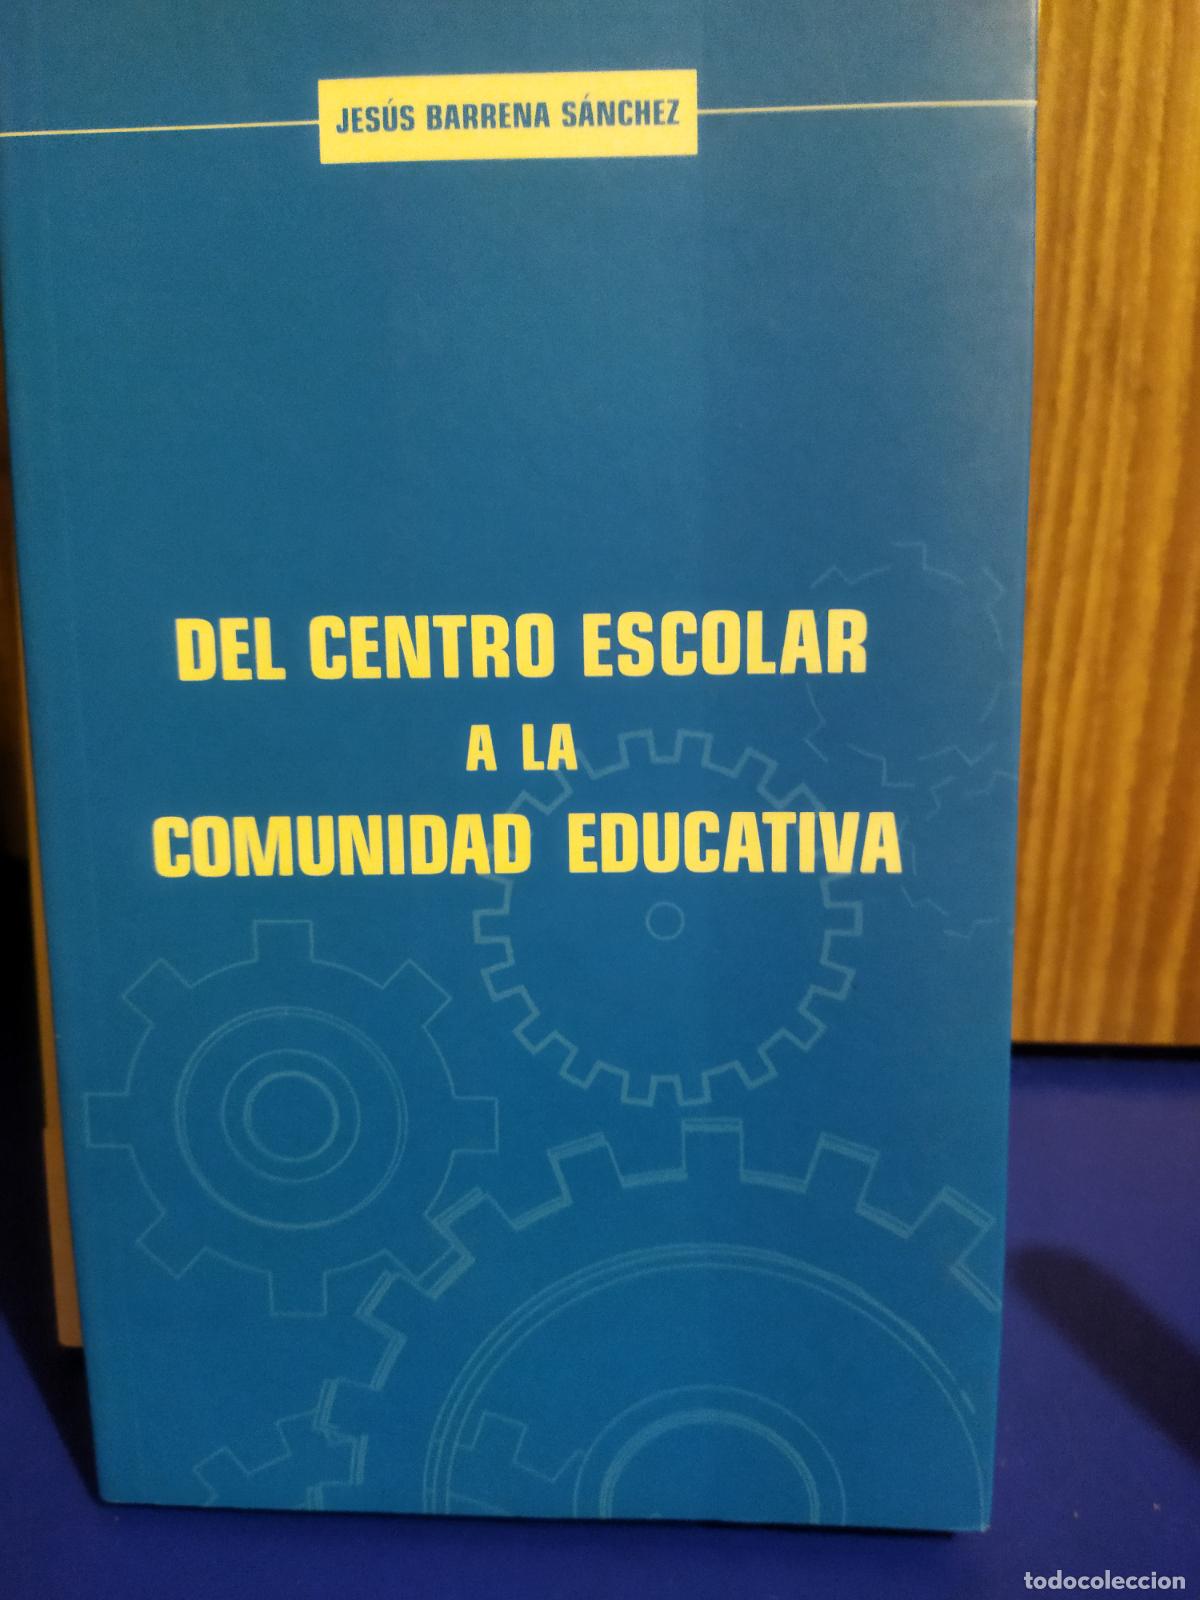 JESÚS BARRENA SÁNCHEZ
DEL CENTRO ESCOLAR
A LA
COMUNIDAD EDUCATIVA
todocoleccion